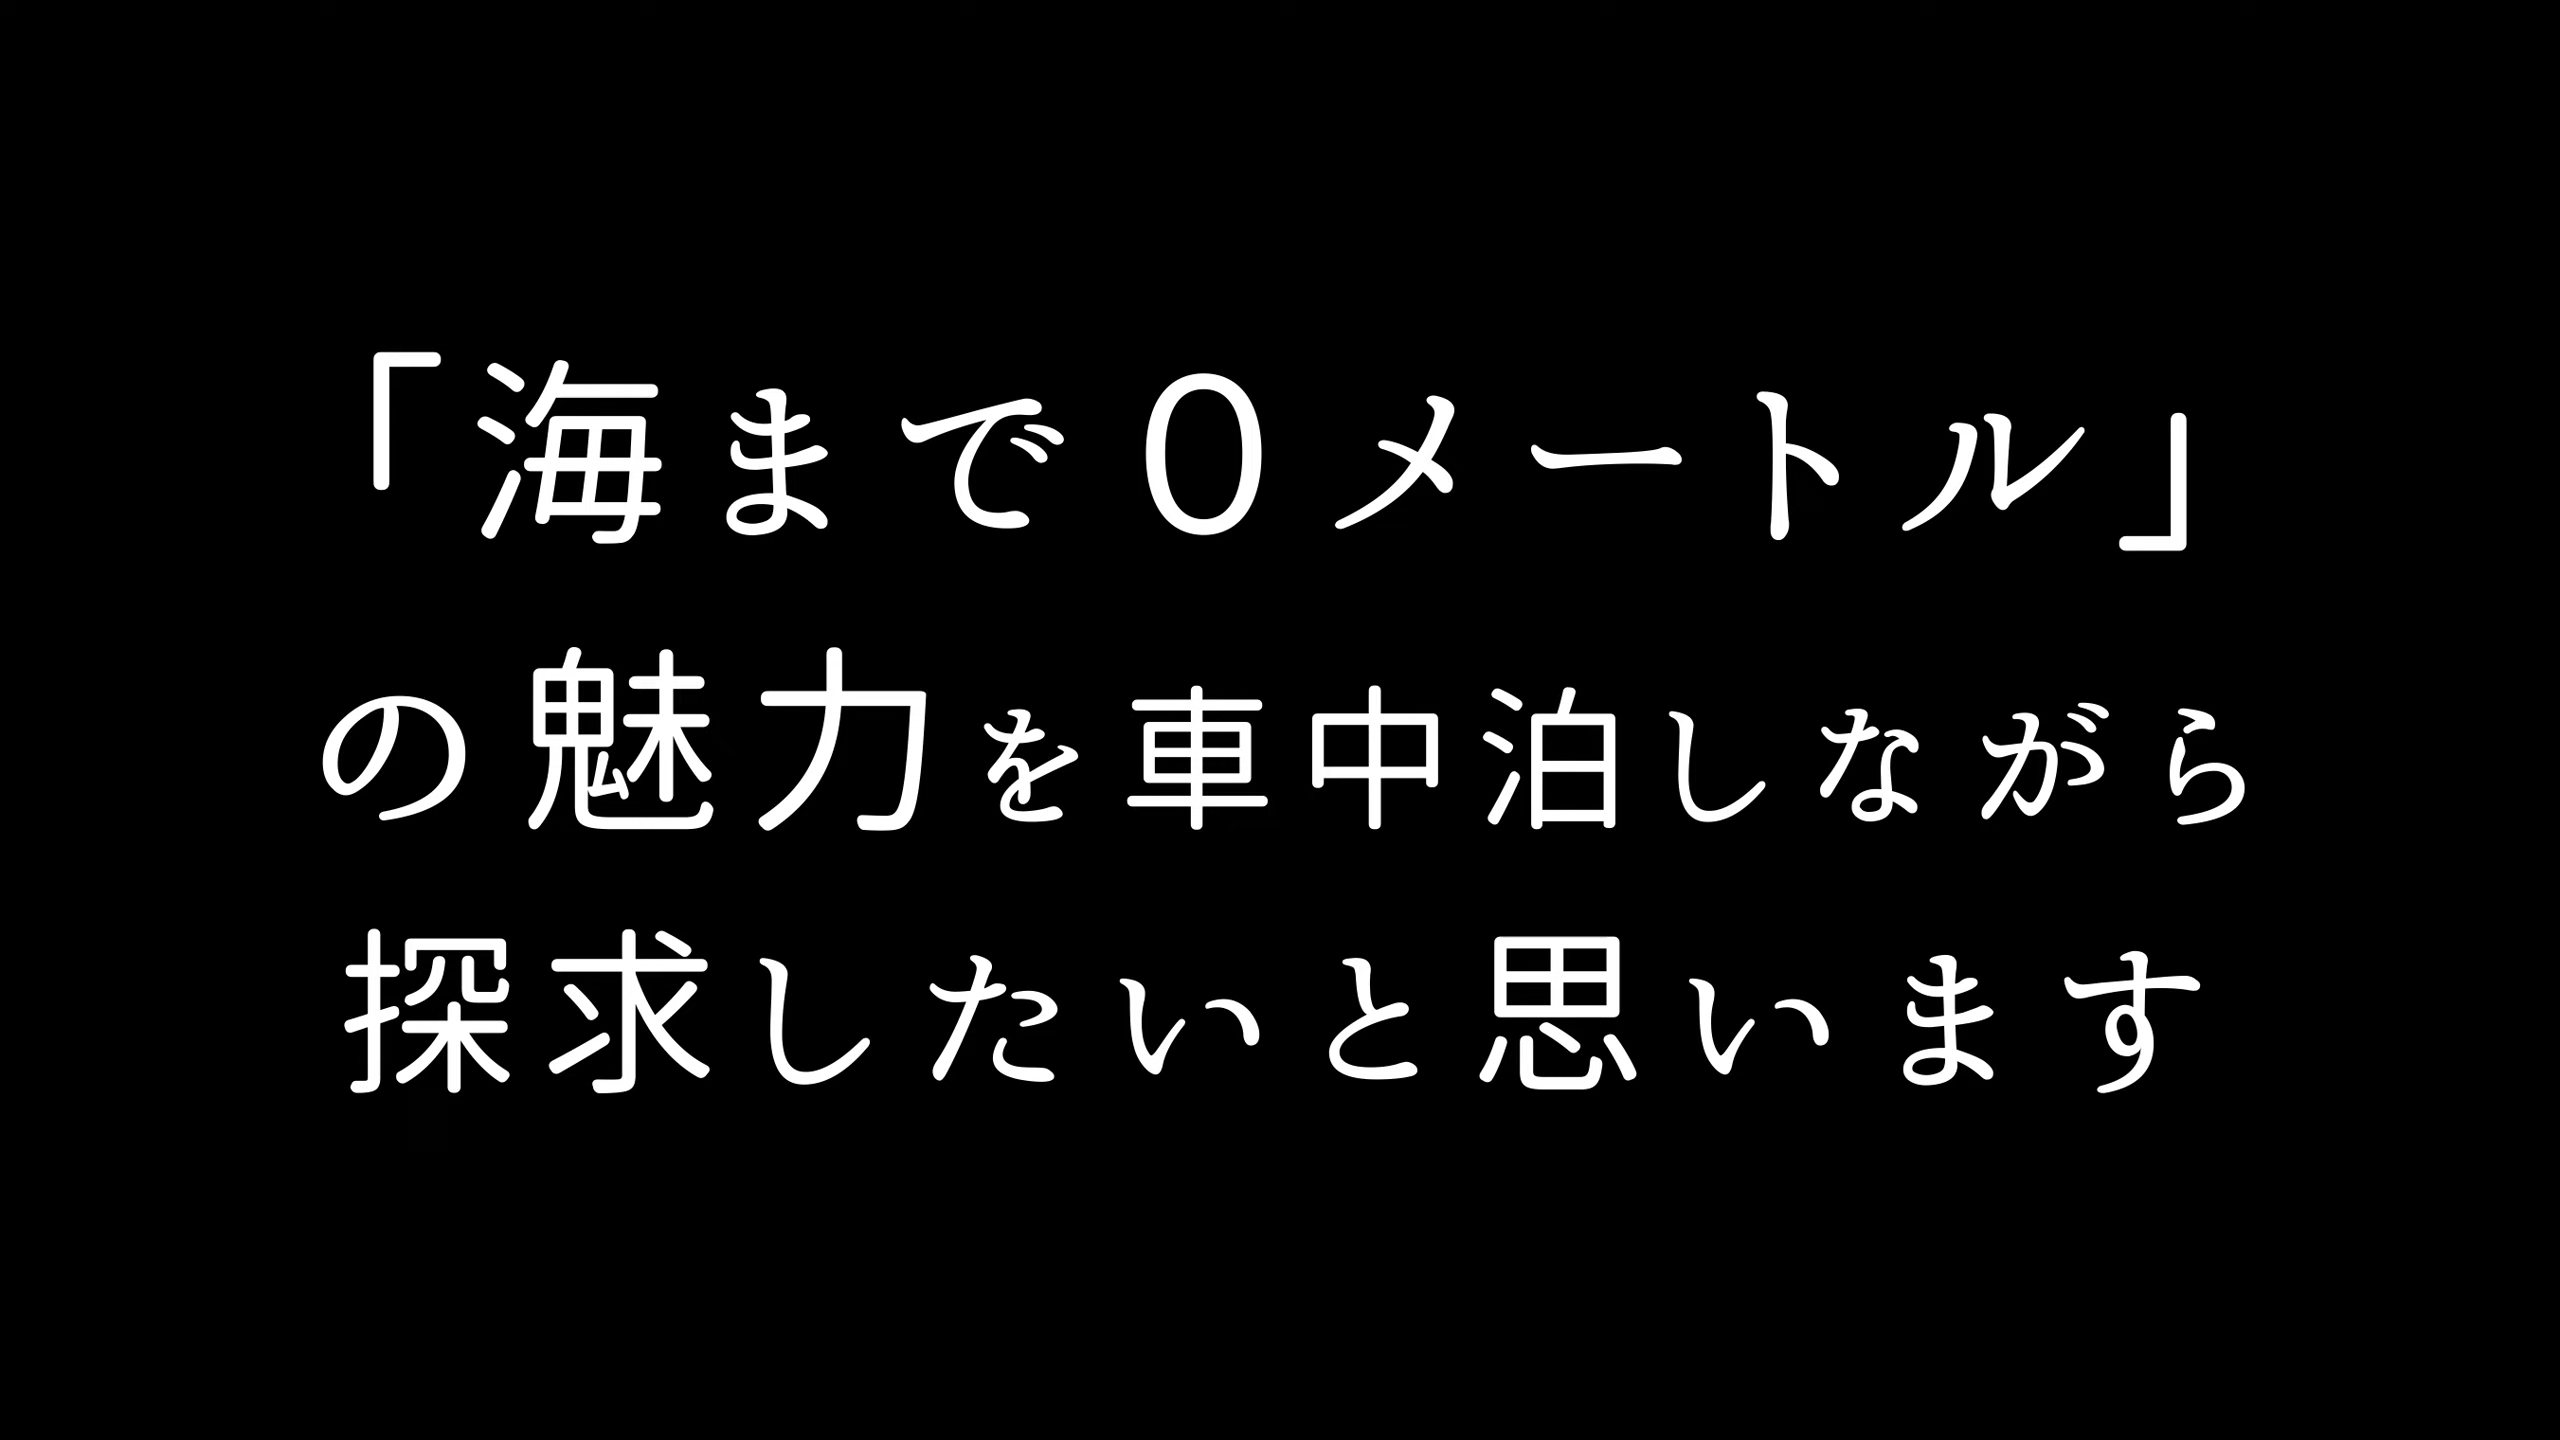 「海まで0メートル」
の魅力を車中泊しながら
探求したいと思います